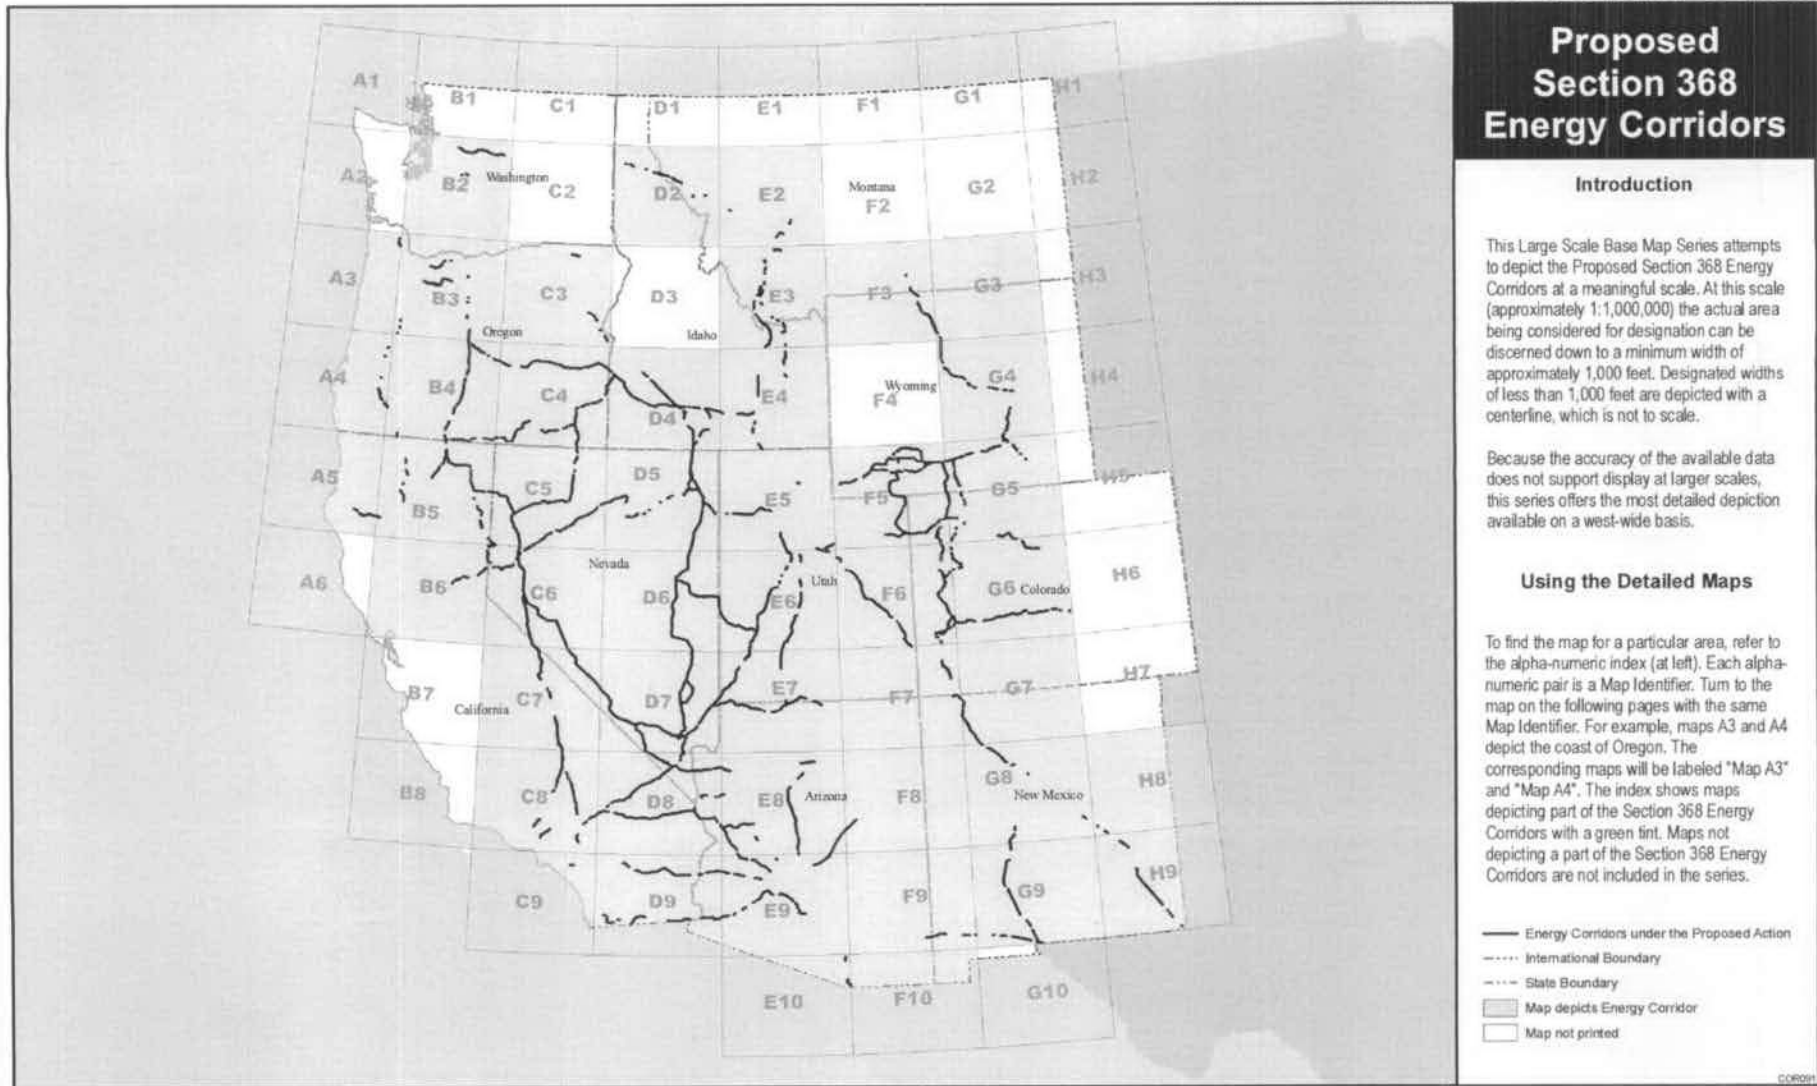 Proposed
Section 368
Energy Corridors
Introduction
This Large Scale Base Map Series attempts
to depict the Proposed Section 368 Energy
Corridors at a meaningful scale. At this scale
(approximately 1:1,000,000) the actual area
being considered for designation can be
discerned down to a minimum width of
approximately 1,000 feet. Designated widths
of less than 1,000 feet are depicted with a
centerline, which is not to scale.
Because the accuracy of the available data
does not support display at larger scales,
this series offers the most detailed depiction
available on a west-wide basis.
Using the Detailed Maps
To find the map for a particular area, refer to
the alpha-numeric index (at left). Each alpha-
numeric pair is a Map Identifier. Turn to the
map on the following pages with the same
Map Identifier. For example, maps A3 and A4
depict the coast of Oregon. The
corresponding maps will be labeled "Map A3"
and "Map A4". The index shows maps
depicting part of the Section 368 Energy
Corridors with a green tint. Maps not
depicting a part of the Section 368 Energy
Corridors are not included in the series.
Energy Corridors under the Proposed Action
International Boundary
State Boundary
Map depicts Energy Corridor
Map not printed
COR091
A1 B1 C1 D1 E1 F1 G1 H1
A2 B2 Washington C2 D2 E2 Montana F2 G2 H2
A3 B3 C3 D3 E3 F3 G3 H3
Oregon Idaho
A4 B4 C4 D4 E4 Wyoming F4 G4 H4
A5 B5 C5 D5 E5 F5 G5 H5
Nevada Utah
A6 B6 C6 D6 E6 F6 G6 Colorado H6
B7 California C7 D7 E7 F7 G7 H7
B8 C8 D8 E8 Arizona F8 G8 New Mexico H8
C9 D9 E9 F9 G9 H9
E10 F10 G10